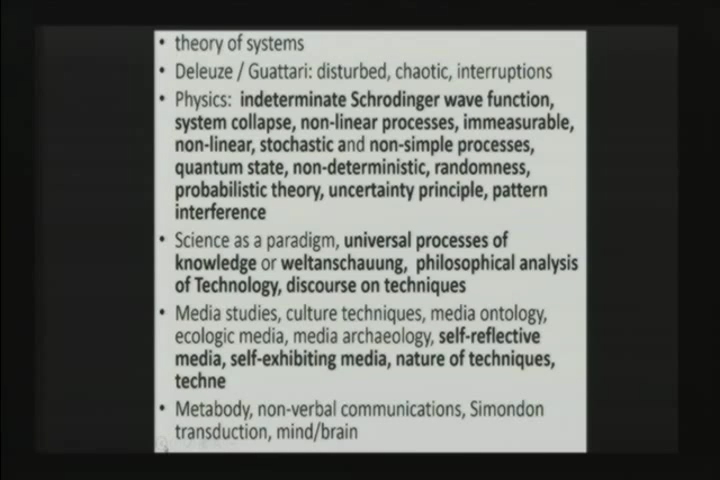 • theory of systems
• Deleuze / Guattari: disturbed, chaotic, interruptions
• Physics: indeterminate Schrodinger wave function,
system collapse, non-linear processes, immeasurable,
non-linear, stochastic and non-simple processes,
quantum state, non-deterministic, randomness,
probabilistic theory, uncertainty principle, pattern
interference
• Science as a paradigm, universal processes of
knowledge or weltanschauung, philosophical analysis
of Technology, discourse on techniques
• Media studies, culture techniques, media ontology,
ecologic media, media archaeology, self-reflective
media, self-exhibiting media, nature of techniques,
techne
• Metabody, non-verbal communications, Simondon
transduction, mind/brain